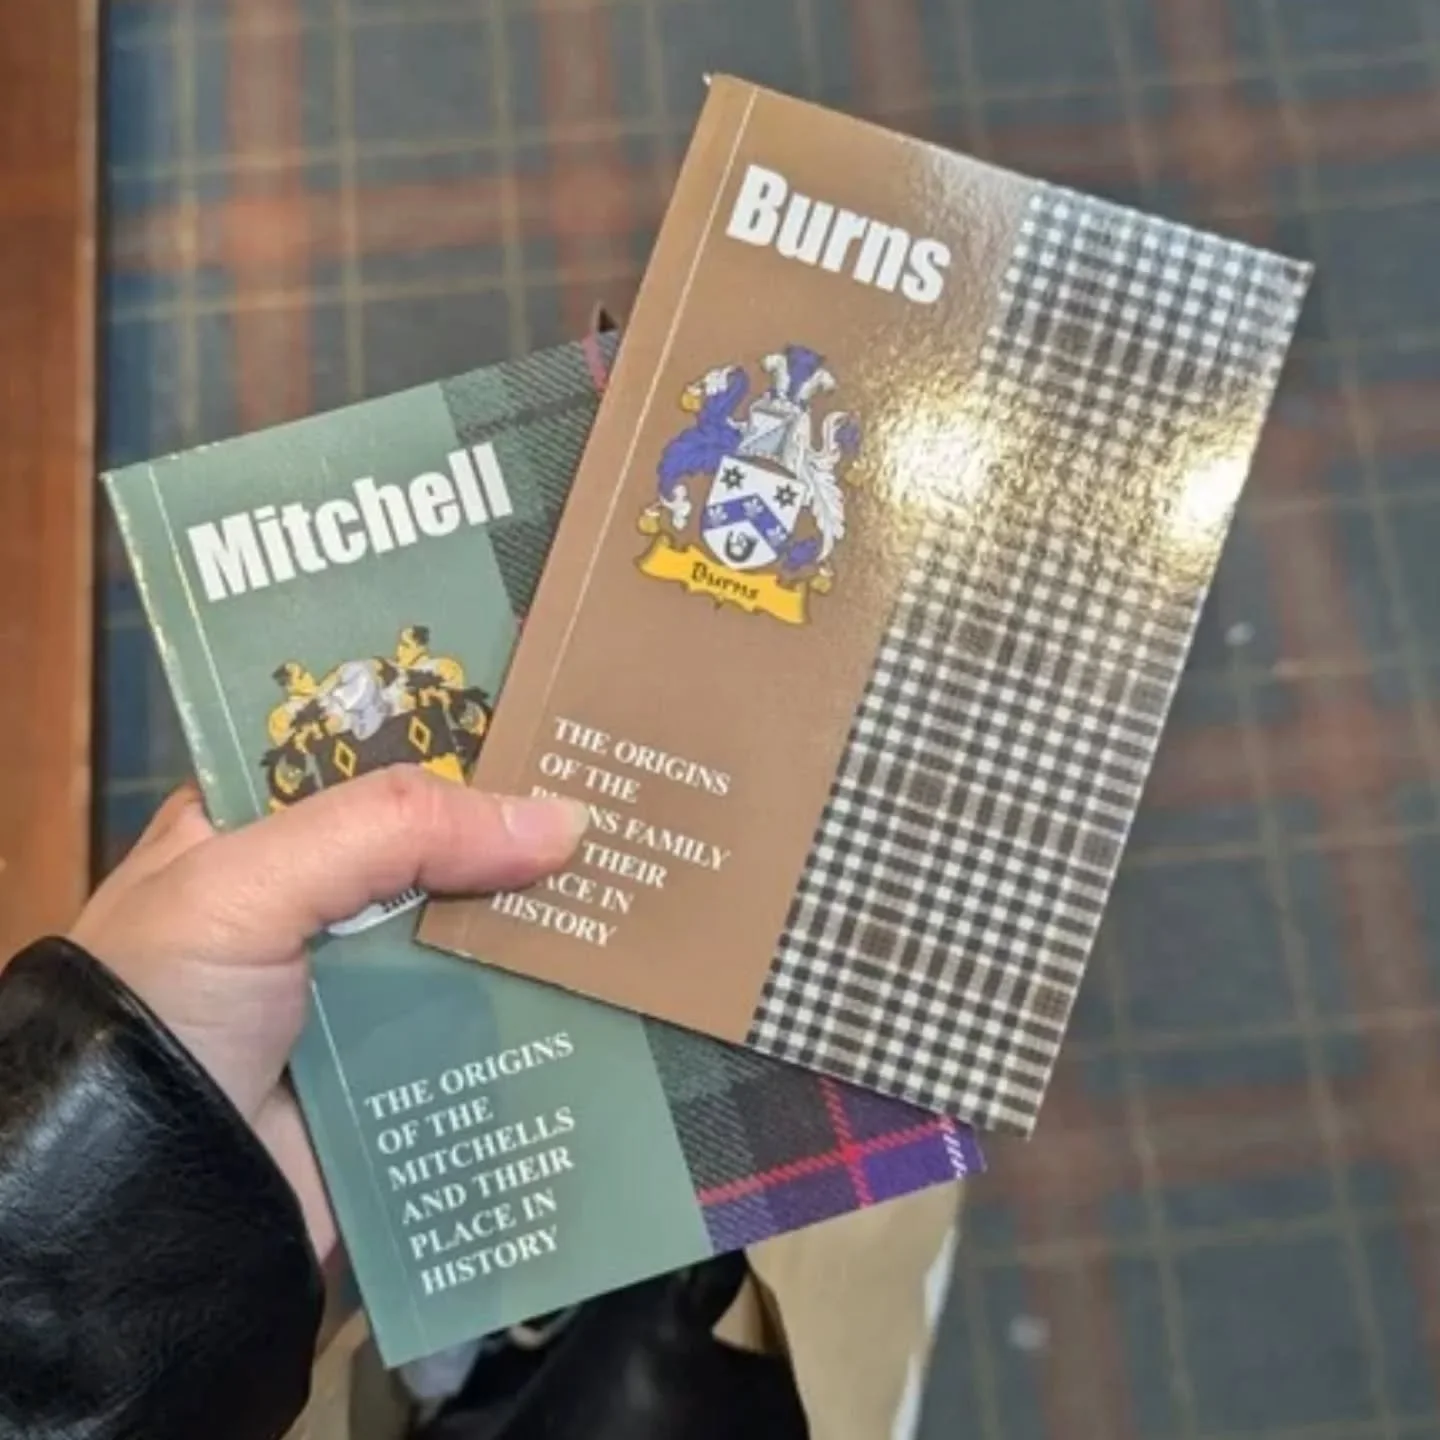 Burns
Burns
THE ORIGINS
OF THE
FAMILY
THEIR
IN
HISTORY
Mitchell
THE ORIGINS
OF THE
MITCHELLS
AND THEIR
PLACE IN
HISTORY